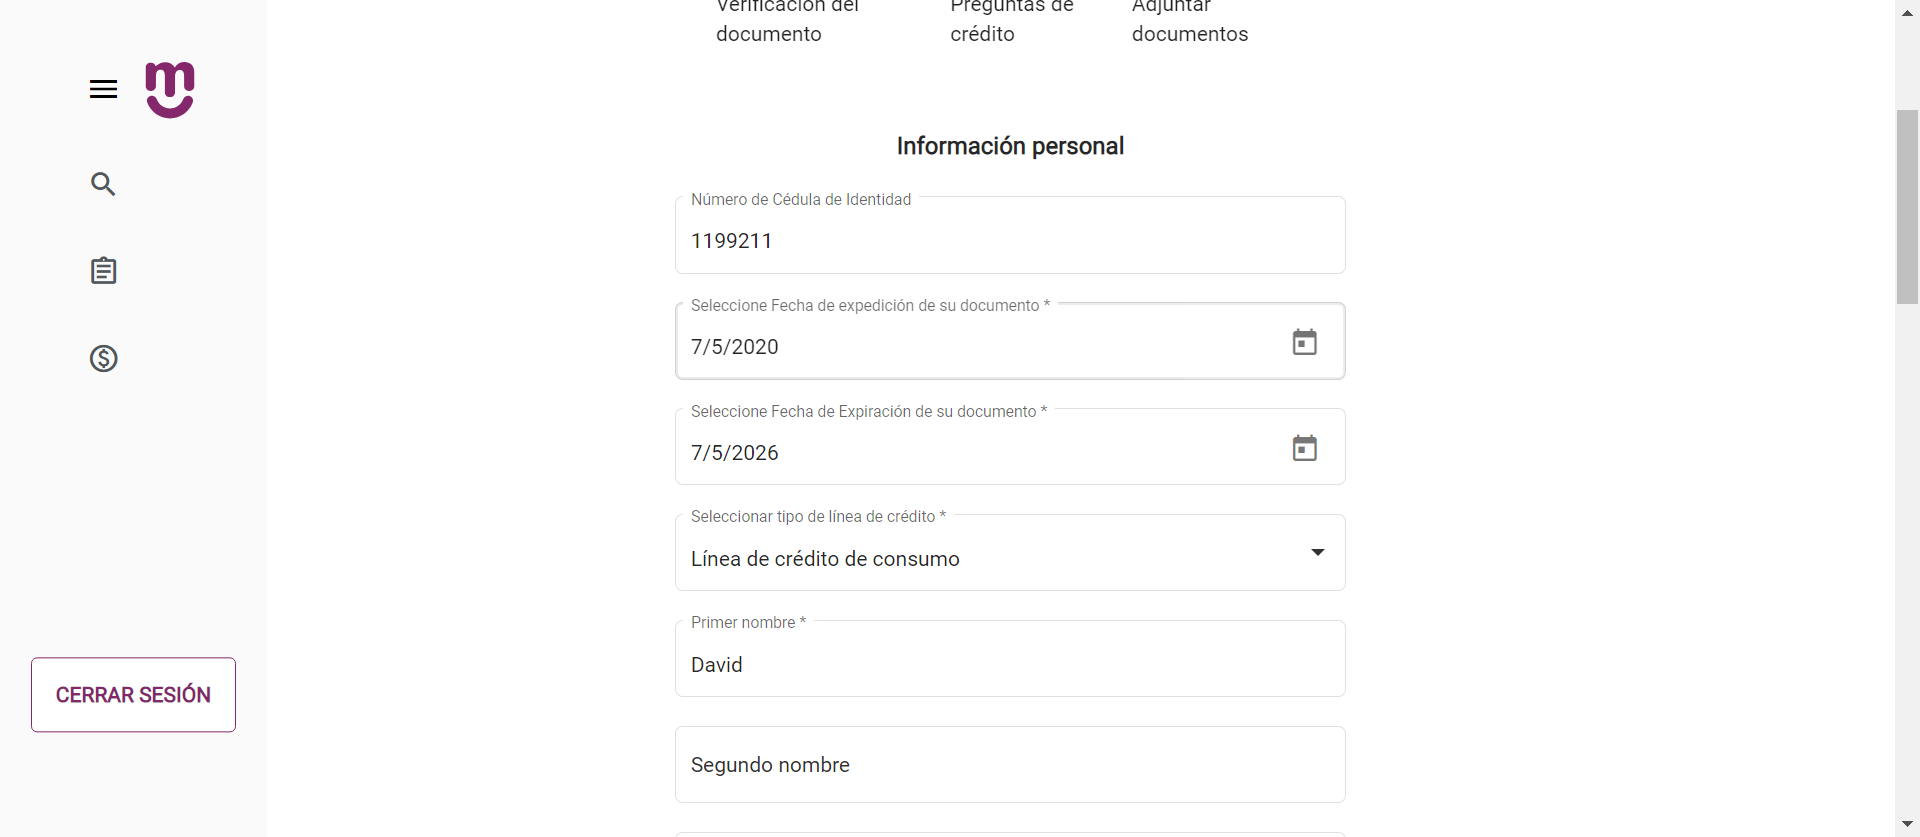 Verificación del
documento
Preguntas de
crédito
Adjuntar
documentos
Información personal
Número de Cédula de Identidad
1199211
Seleccione Fecha de expedición de su documento *
7/5/2020
Seleccione Fecha de Expiración de su documento *
7/5/2026
Seleccionar tipo de línea de crédito *
Línea de crédito de consumo
Primer nombre *
David
Segundo nombre
CERRAR SESIÓN